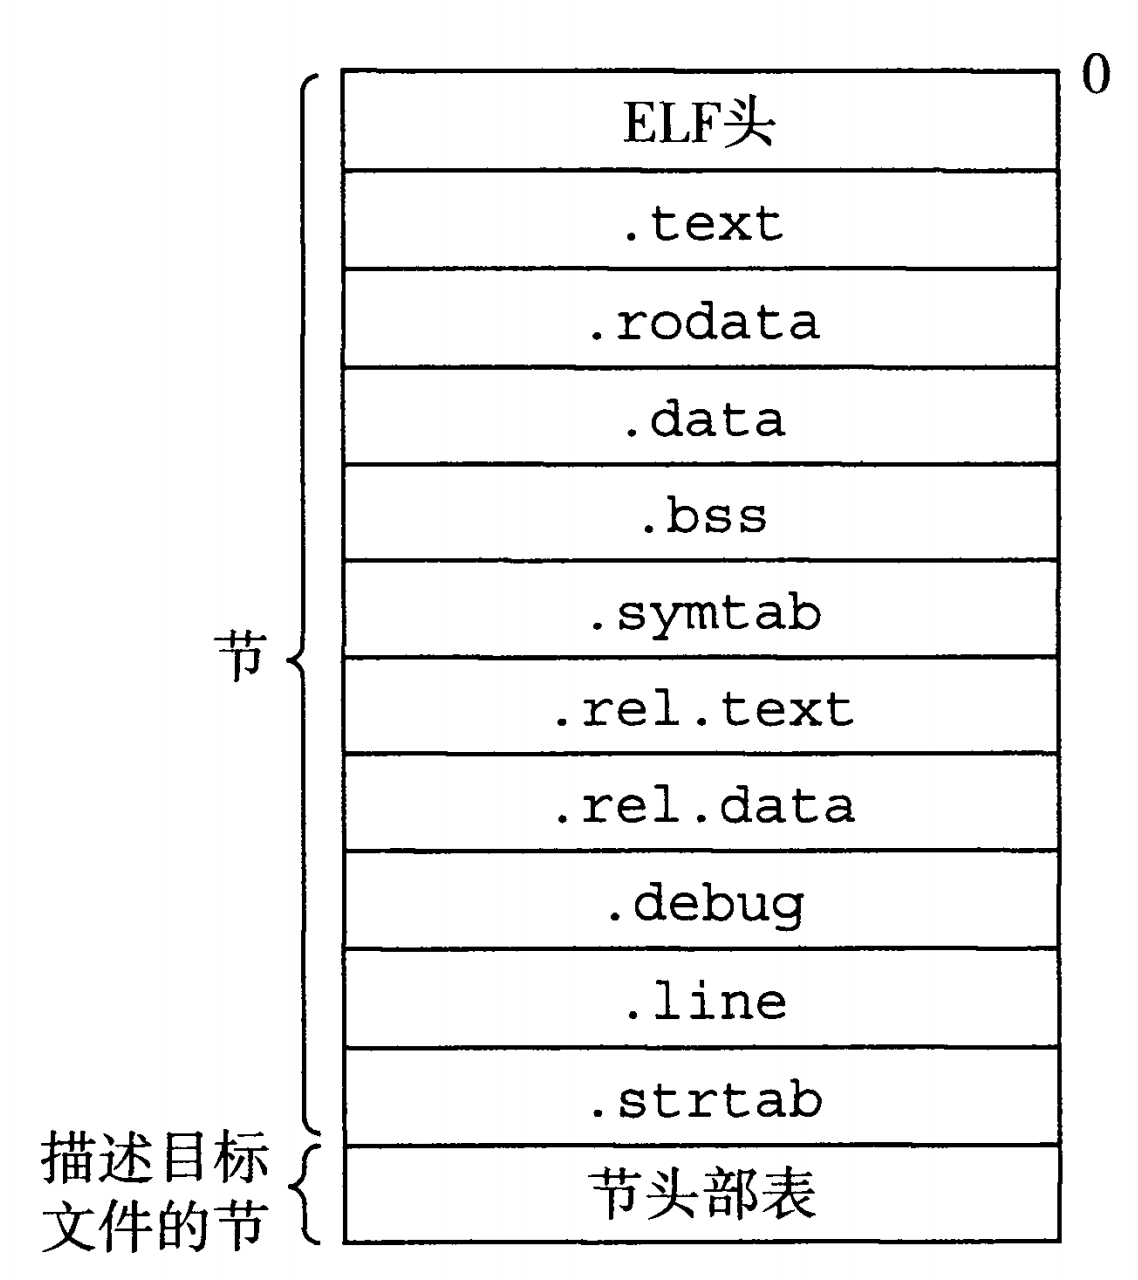 0
ELF头
.text
.rodata
.data
.bss
.symtab
节
.rel.text
.rel.data
.debug
.line
.strtab
描述目标
文件的节
节头部表